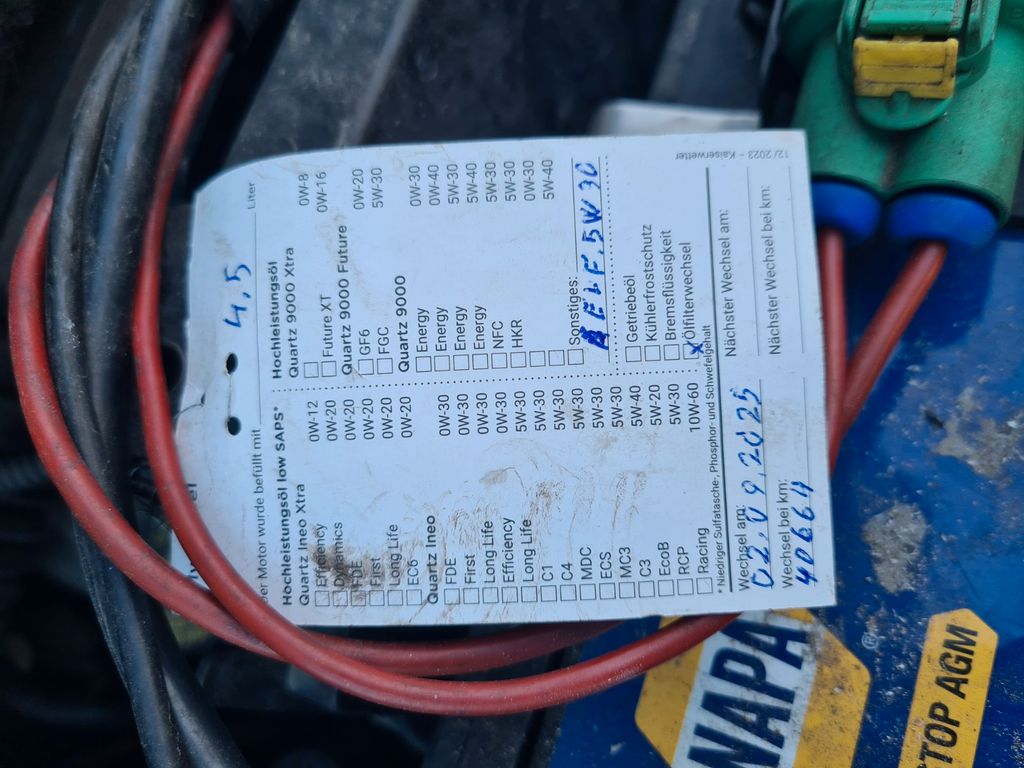 er Motor wurde befüllt mit 4,5 Liter
Hochleistungsöl low SAPS*
Quartz Ineo Xtra
Efficiency 0W-12
Dynamics 0W-20
FDE 0W-20
First 0W-20
Long Life 0W-20
EC6 0W-20
Quartz Ineo
FDE 0W-30
First 0W-30
Long Life 0W-30
Efficiency 0W-30
Long Life 5W-30
C1 5W-30
C4 5W-30
MDC 5W-30
ECS 5W-30
MC3 5W-30
C3 5W-40
EcoB 5W-20
RCP 5W-30
Racing 10W-60
Hochleistungsöl
Quartz 9000 Xtra
0W-8
Future XT 0W-16
Quartz 9000 Future
GF6 0W-20
FGC 5W-30
Quartz 9000
Energy 0W-30
Energy 0W-40
Energy 5W-30
Energy 5W-40
NFC 5W-30
HKR 5W-30
0W-30
5W-40
Sonstiges:
ELF 5W30
Getriebeöl
Kühlerfrostschutz
Bremsflüssigkeit
x Ölfilterwechsel
* Niedriger Sulfatasche-, Phosphor- und Schwefelgehalt
Wechsel am: 02.09.2025
Nächster Wechsel am:
Wechsel bei km: 40664
Nächster Wechsel bei km:
12/2023 – Kaiserwetter
NAPA®
TOP AGM